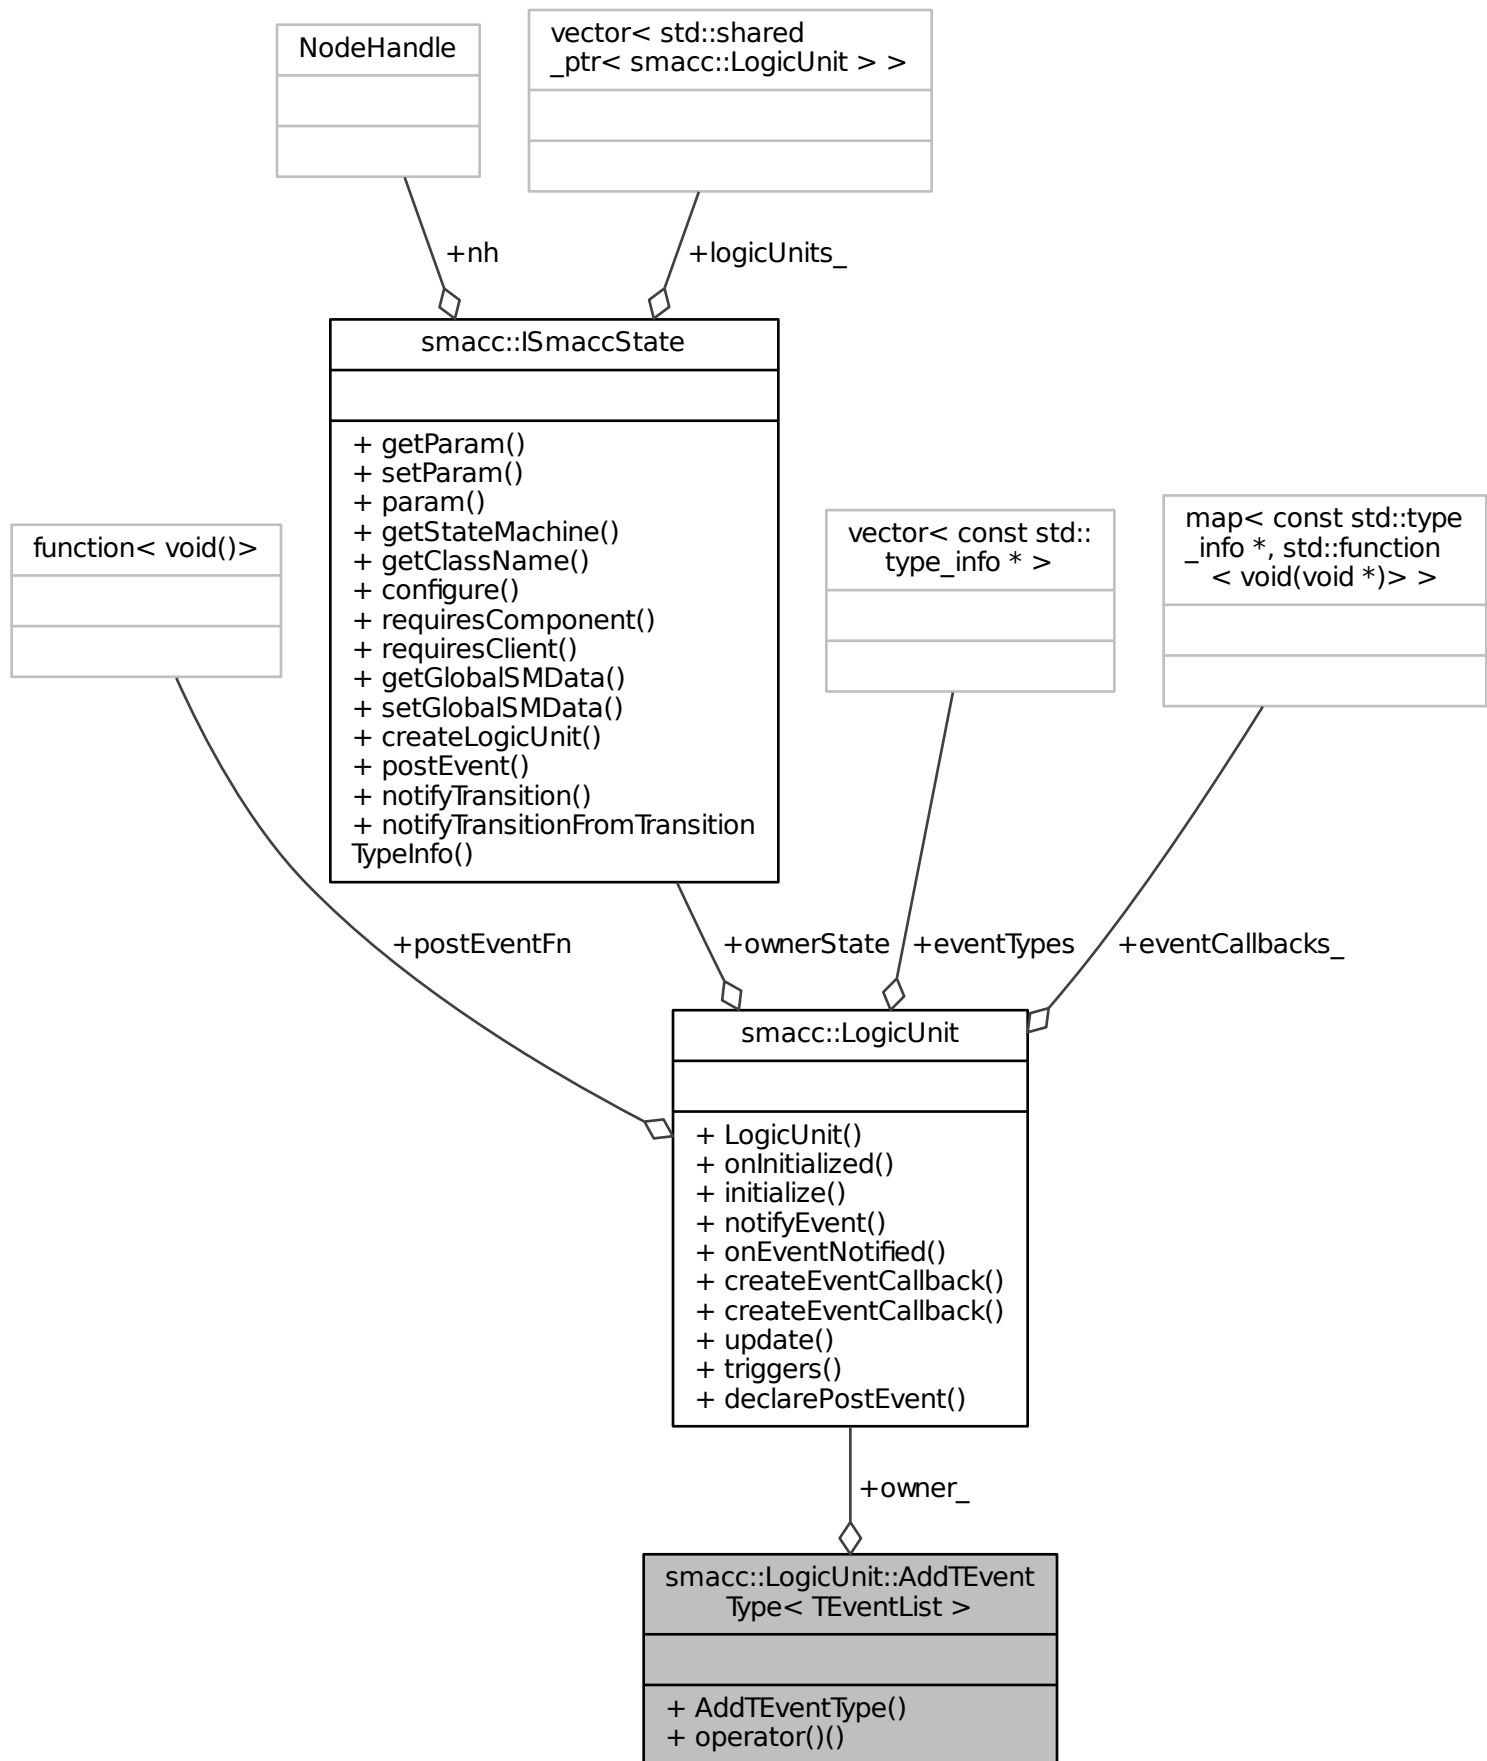 NodeHandle
vector< std::shared
_ptr< smacc::LogicUnit > >
+nh
+logicUnits_
smacc::ISmaccState
+ getParam()
+ setParam()
+ param()
+ getStateMachine()
+ getClassName()
+ configure()
+ requiresComponent()
+ requiresClient()
+ getGlobalSMData()
+ setGlobalSMData()
+ createLogicUnit()
+ postEvent()
+ notifyTransition()
+ notifyTransitionFromTransition
TypeInfo()
function< void()>
vector< const std::
type_info * >
map< const std::type
_info *, std::function
< void(void *)> >
+postEventFn
+ownerState
+eventTypes
+eventCallbacks_
smacc::LogicUnit
+ LogicUnit()
+ onInitialized()
+ initialize()
+ notifyEvent()
+ onEventNotified()
+ createEventCallback()
+ createEventCallback()
+ update()
+ triggers()
+ declarePostEvent()
+owner_
smacc::LogicUnit::AddTEvent
Type< TEventList >
+ AddTEventType()
+ operator()()